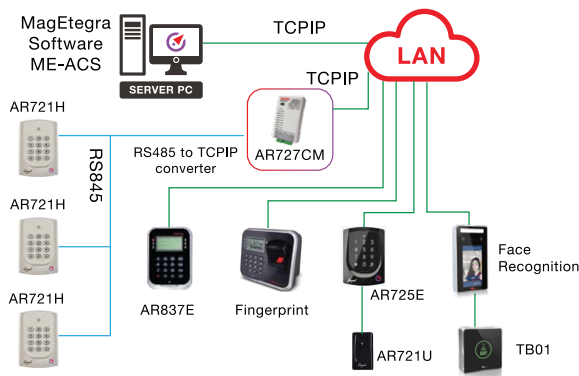 MagEtegra
Software
ME-ACS
SERVER PC
TCPIP
LAN
TCPIP
AR721H
RS845
RS485 to TCPIP
converter
AR727CM
AR721H
AR721H
AR837E
Fingerprint
AR725E
AR721U
Face
Recognition
TB01
EXIT